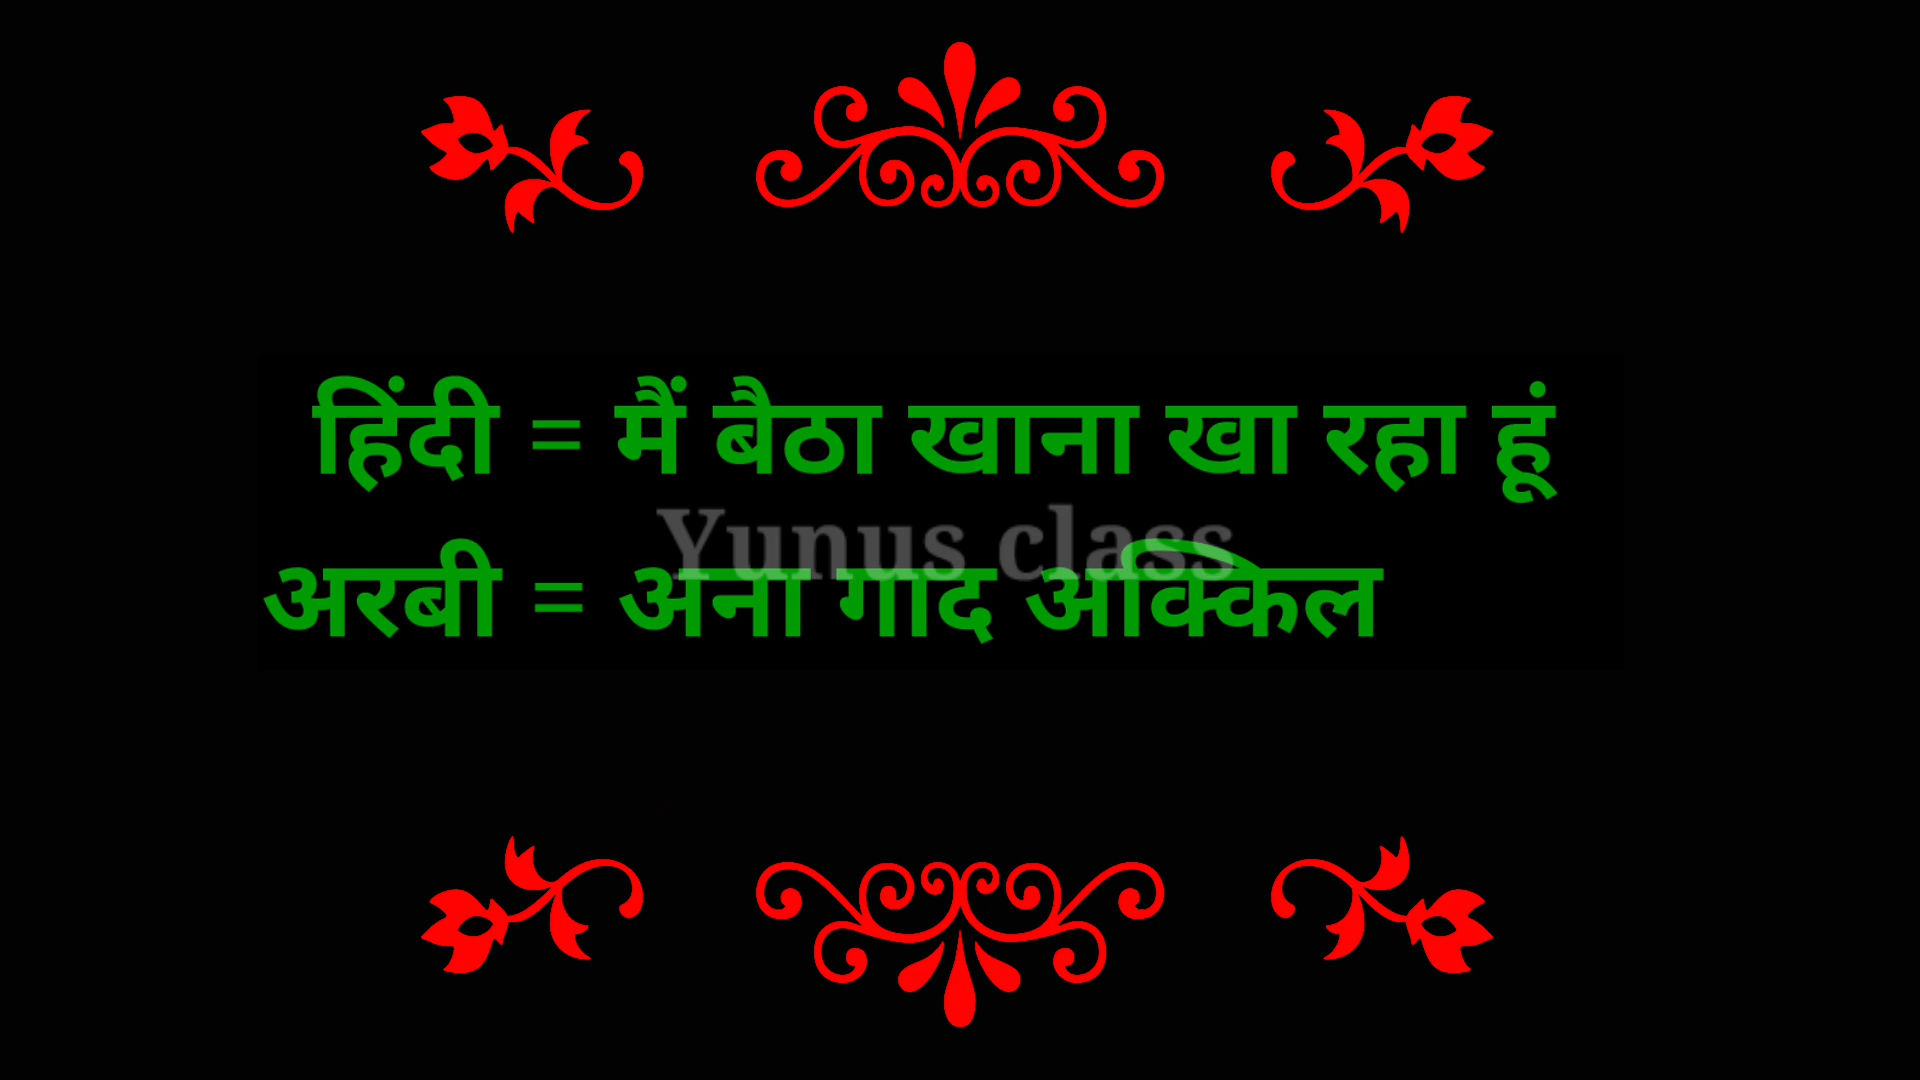 हिंदी = मैं बैठा खाना खा रहा हूं
Yunus class
अरबी = अना गाद अक्किल